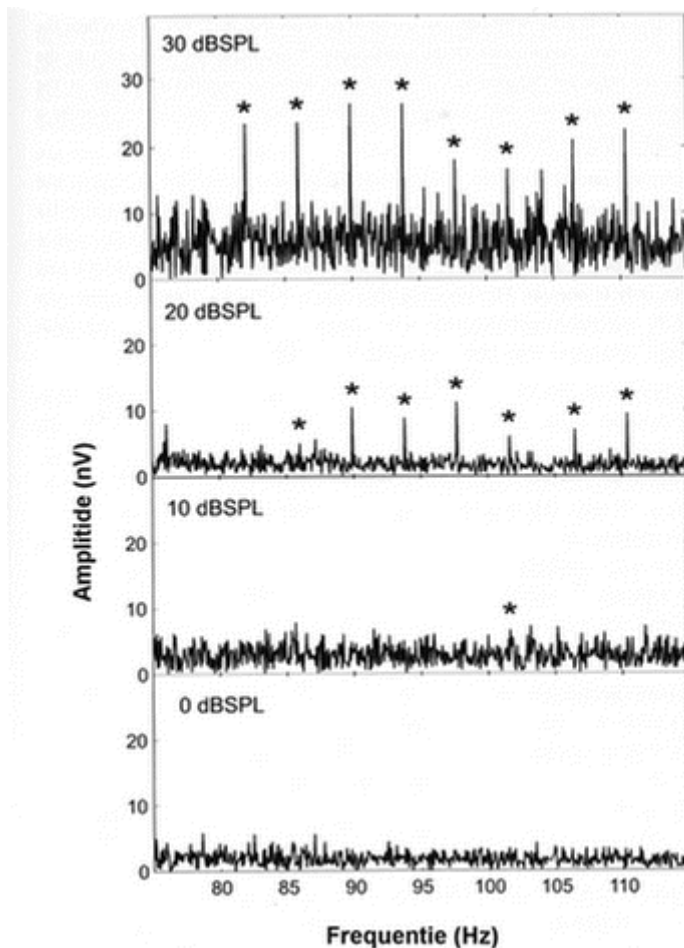 30 dBSPL
30
* * * * * * * *
20
10
0
20 dBSPL
20
* * * * * * *
10
0
10 dBSPL
20
10
*
0
0 dBSPL
20
10
0
80 85 90 95 100 105 110
Amplitide (nV)
Frequentie (Hz)